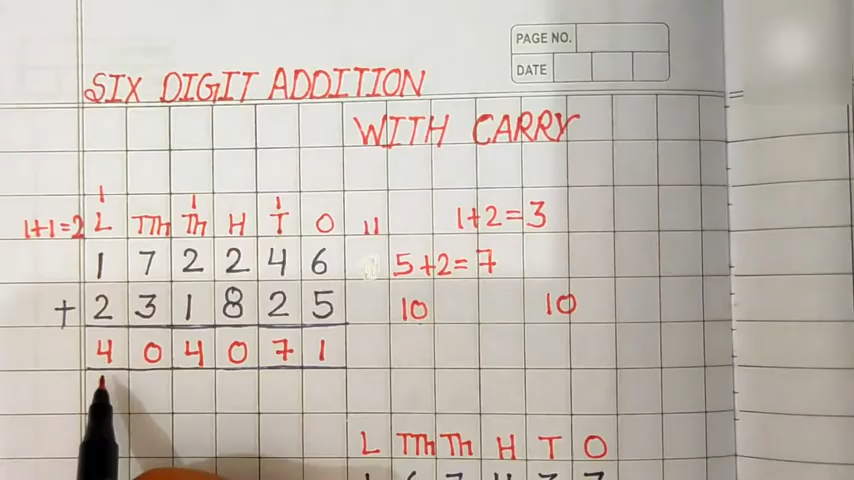 PAGE NO.
DATE
SIX DIGIT ADDITION
WITH CARRY
1 1 1
1+1=2 L TTh Th H T O 11 1+2=3
1 7 2 2 4 6 5+2=7
+ 2 3 1 8 2 5 10 10
4 0 4 0 7 1
L TTh Th H T O